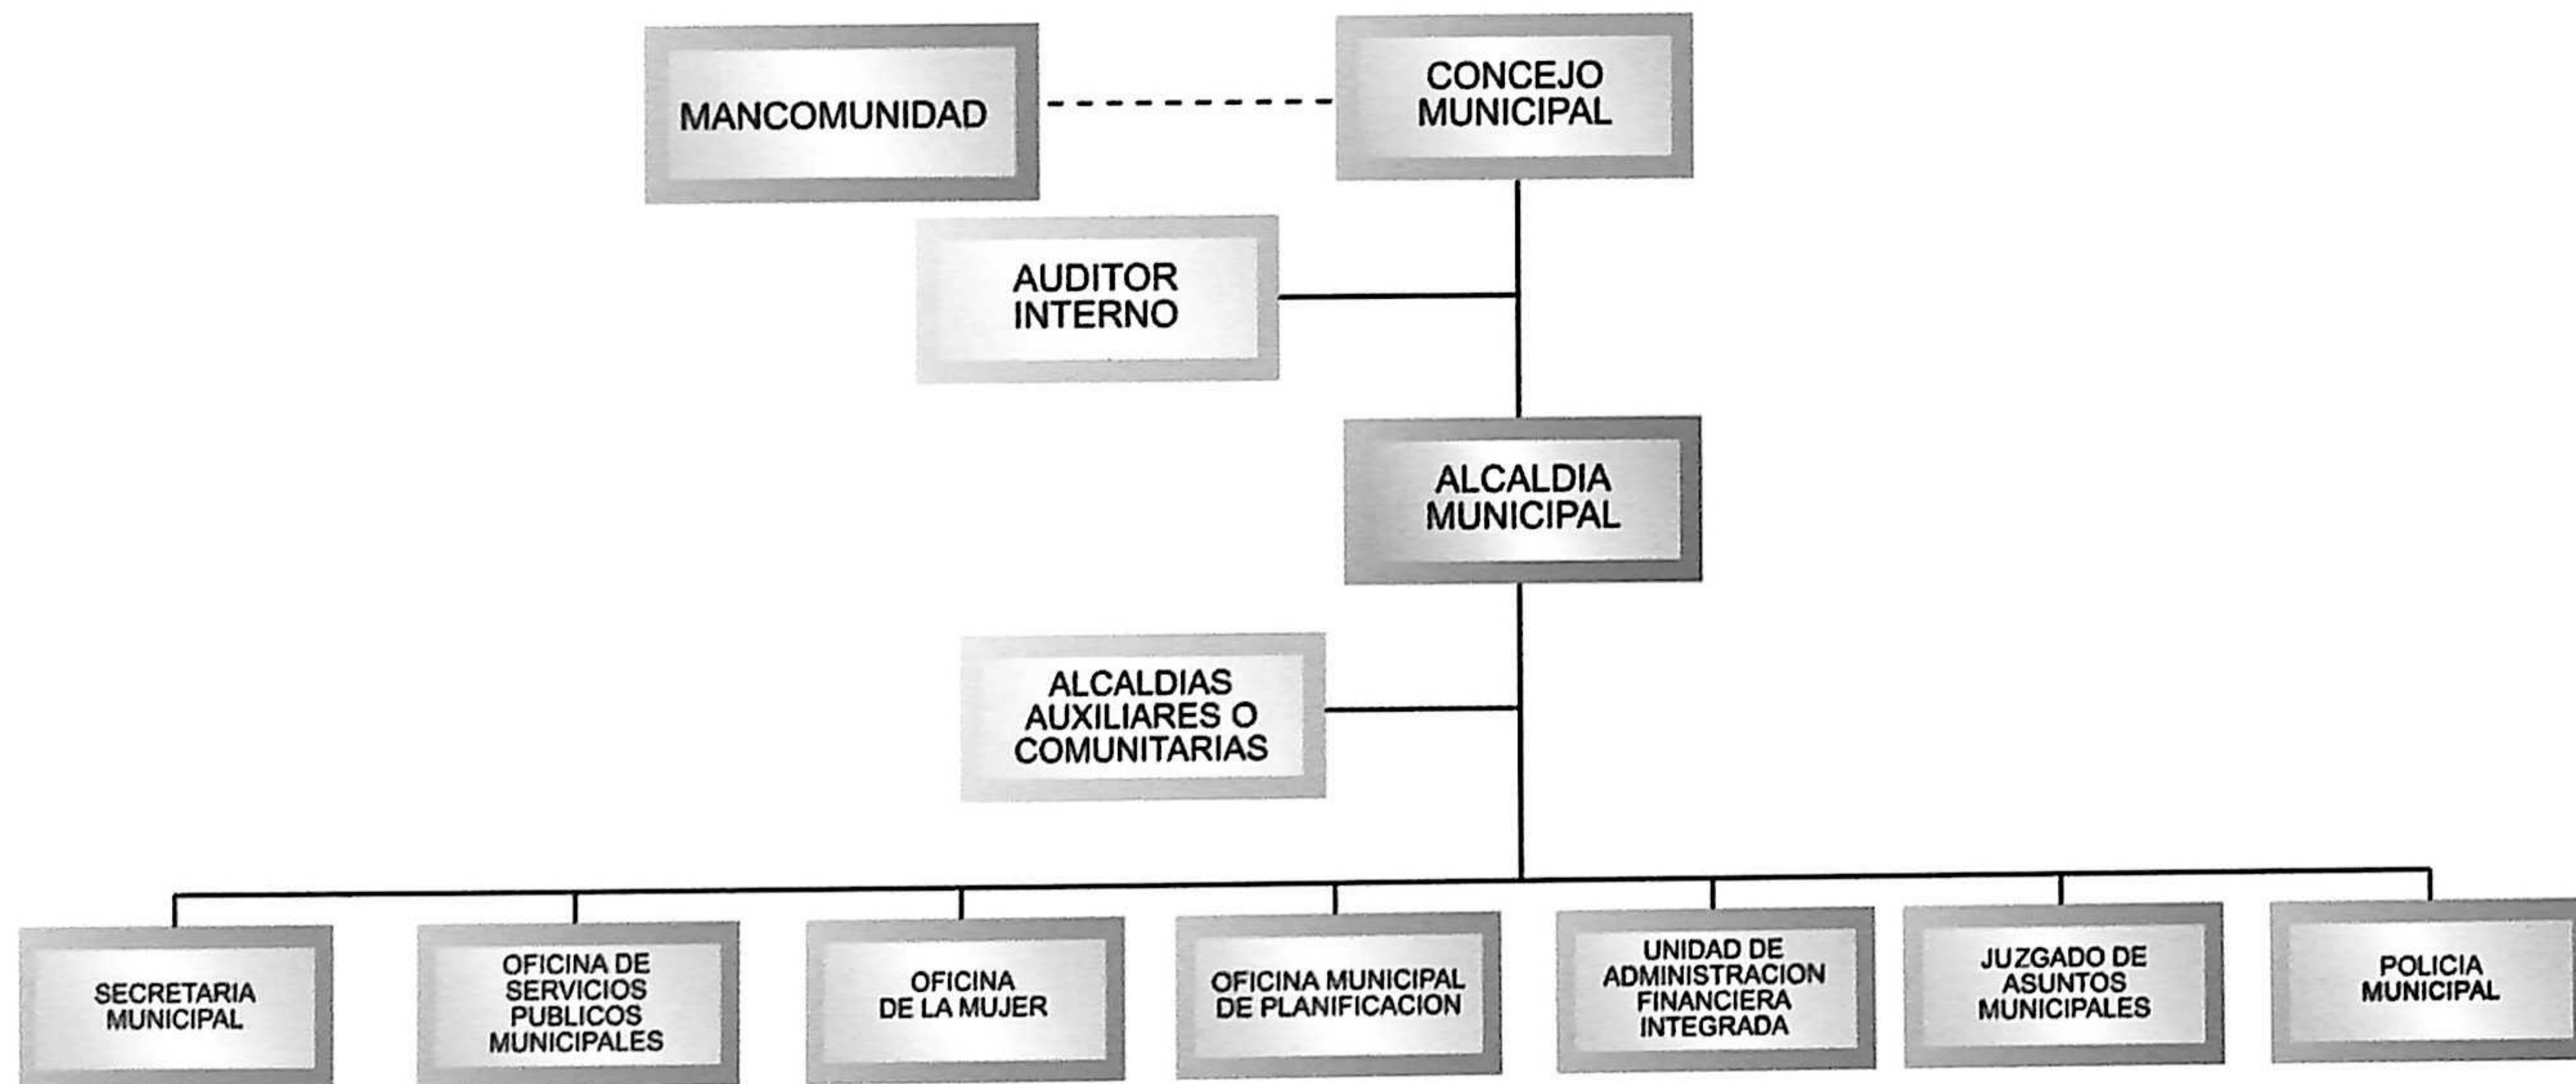 MANCOMUNIDAD
CONCEJO
MUNICIPAL
AUDITOR
INTERNO
ALCALDIA
MUNICIPAL
ALCALDIAS
AUXILIARES O
COMUNITARIAS
SECRETARIA
MUNICIPAL
OFICINA DE
SERVICIOS
PUBLICOS
MUNICIPALES
OFICINA
DE LA MUJER
OFICINA MUNICIPAL
DE PLANIFICACION
UNIDAD DE
ADMINISTRACION
FINANCIERA
INTEGRADA
JUZGADO DE
ASUNTOS
MUNICIPALES
POLICIA
MUNICIPAL